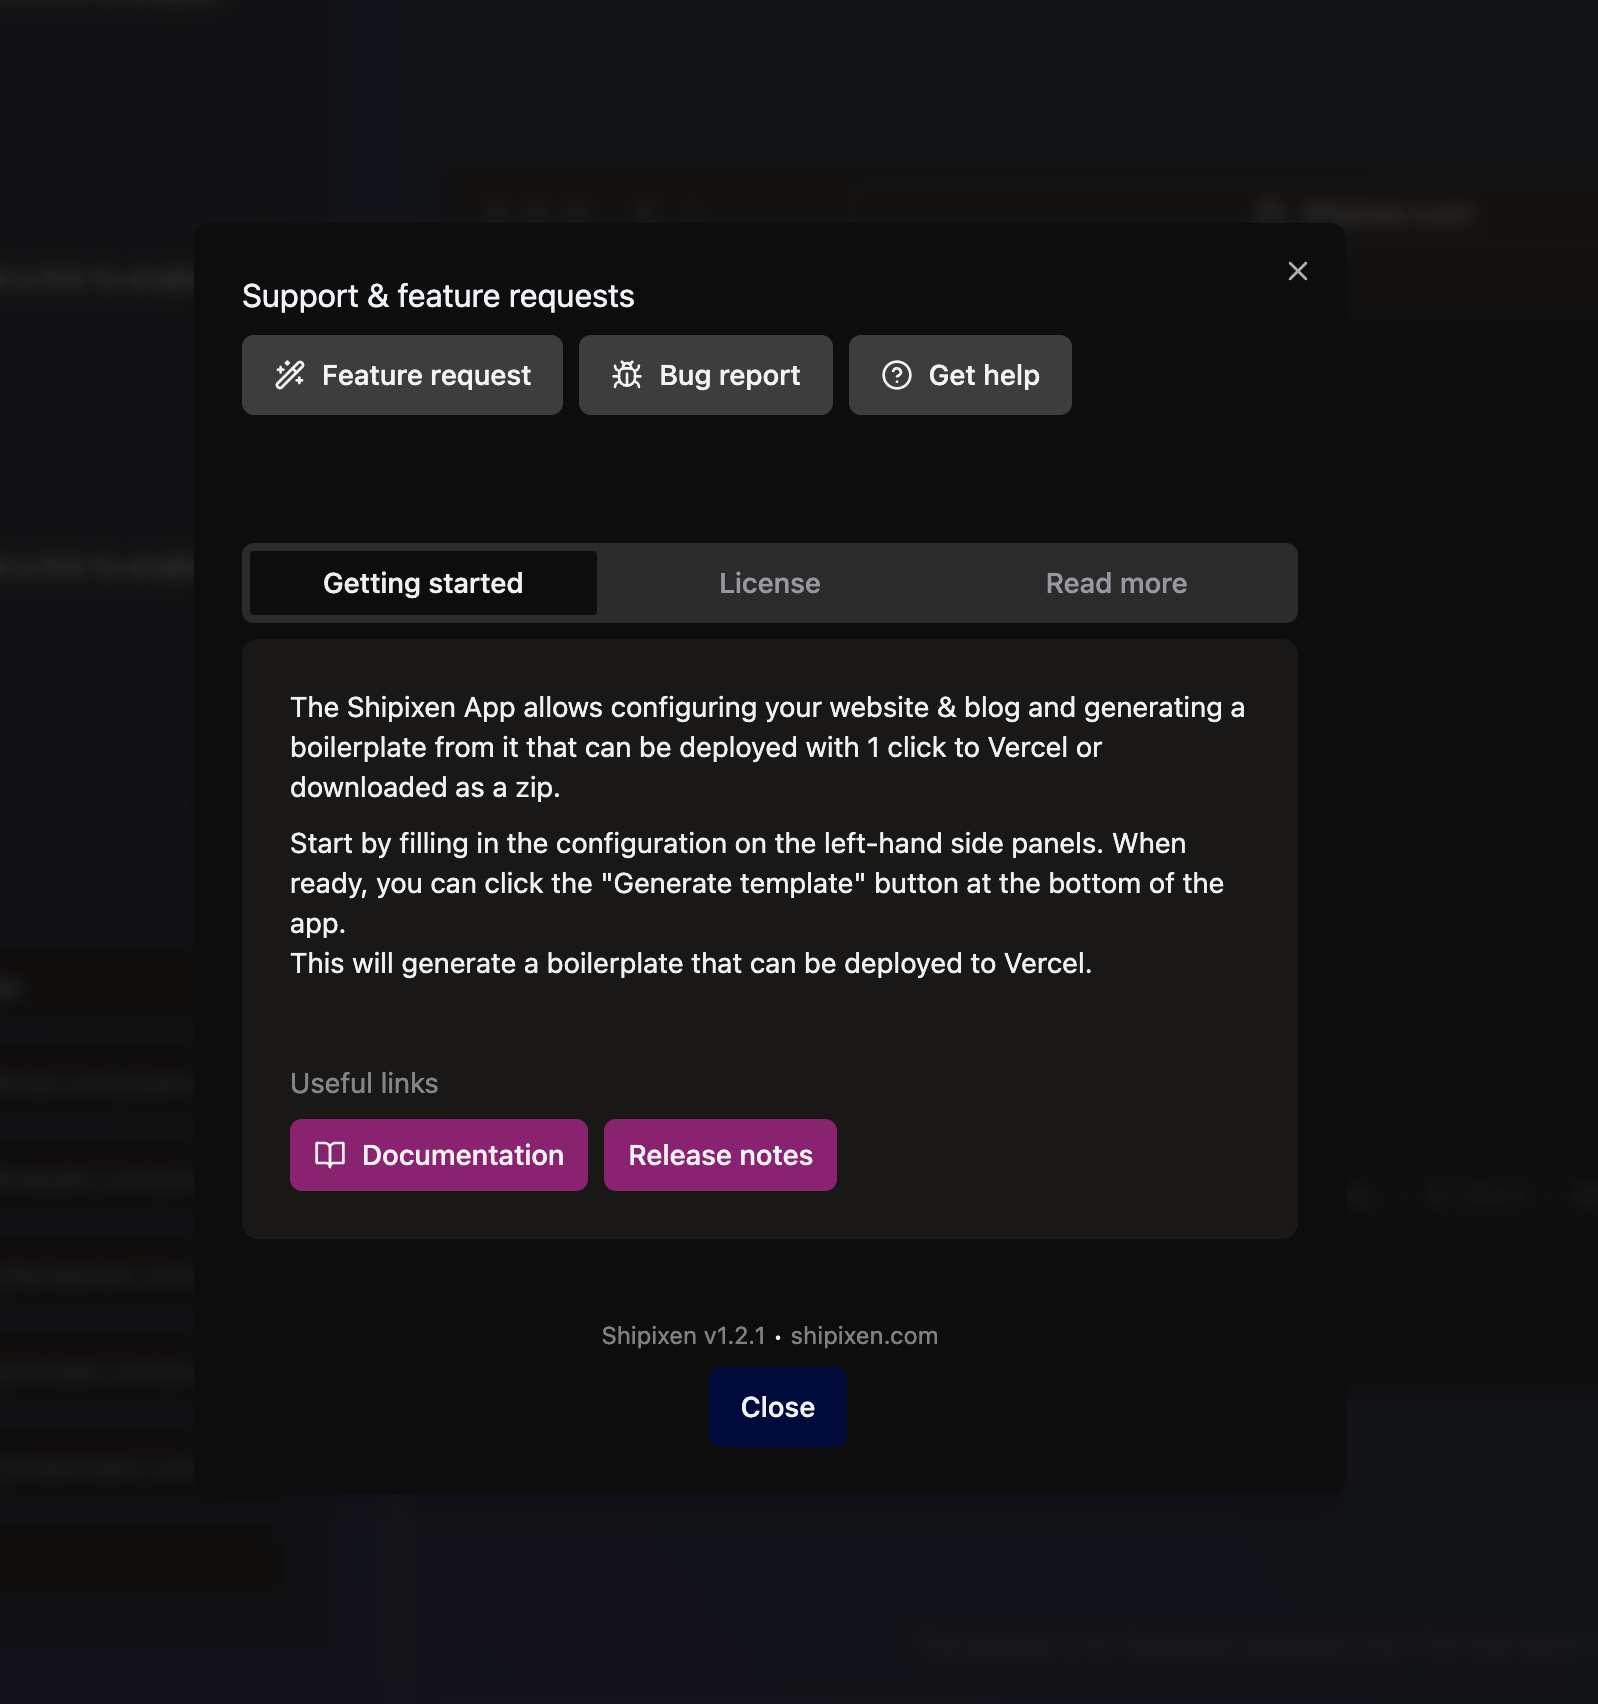 Support & feature requests
Feature request
Bug report
Get help
Getting started
License
Read more
The Shipixen App allows configuring your website & blog and generating a
boilerplate from it that can be deployed with 1 click to Vercel or
downloaded as a zip.
Start by filling in the configuration on the left-hand side panels. When
ready, you can click the "Generate template" button at the bottom of the
app.
This will generate a boilerplate that can be deployed to Vercel.
Useful links
Documentation
Release notes
Shipixen v1.2.1 • shipixen.com
Close